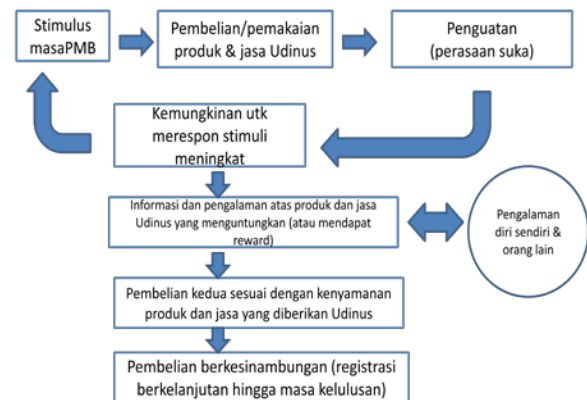 Stimulus
masaPMB
Pembelian/pemakaian
produk & jasa Udinus
Penguatan
(perasaan suka)
Kemungkinan utk
merespon stimuli
meningkat
Informasi dan pengalaman atas produk dan jasa
Udinus yang menguntungkan (atau mendapat
reward)
Pengalaman
diri sendiri &
orang lain
Pembelian kedua sesuai dengan kenyamanan
produk dan jasa yang diberikan Udinus
Pembelian berkesinambungan (registrasi
berkelanjutan hingga masa kelulusan)